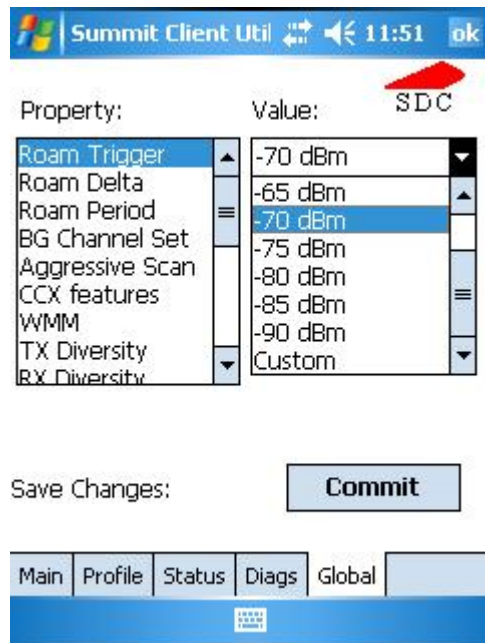 Summit Client Util 11:51 ok
SDC
Property: Value:
Roam Trigger
Roam Delta
Roam Period
BG Channel Set
Aggressive Scan
CCX features
WMM
TX Diversity
RX Diversity
-70 dBm
-65 dBm
-70 dBm
-75 dBm
-80 dBm
-85 dBm
-90 dBm
Custom
Save Changes: Commit
Main Profile Status Diags Global